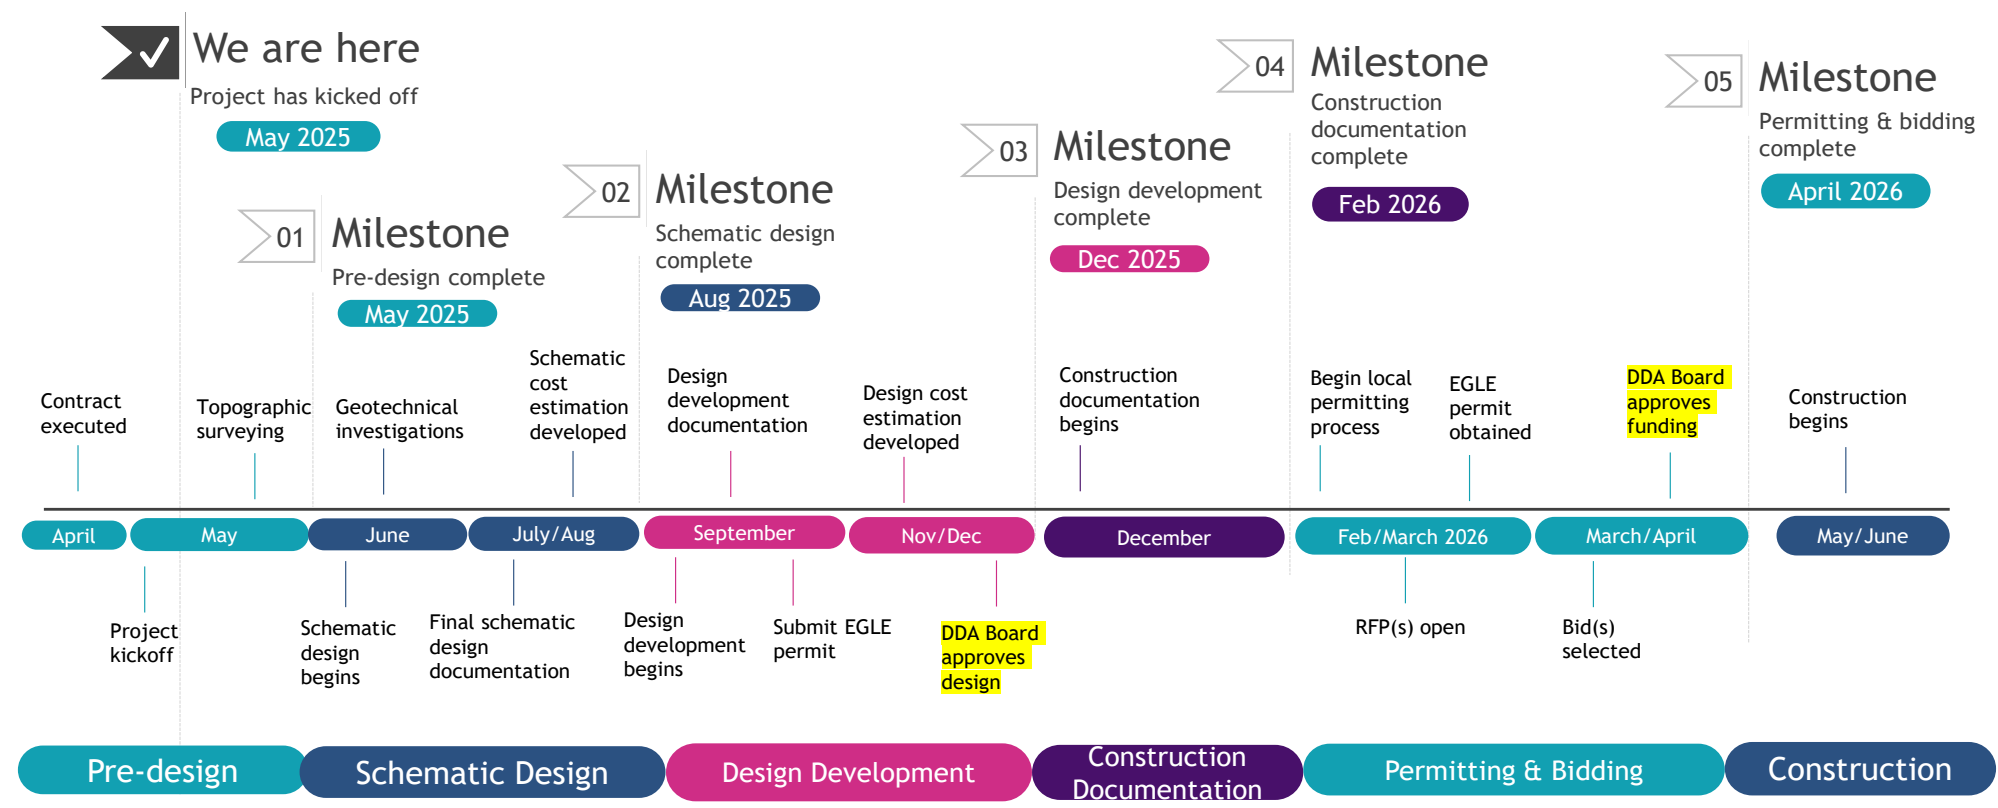 We are here
Project has kicked off
May 2025
01
Milestone
Pre-design complete
May 2025
02
Milestone
Schematic design
complete
Aug 2025
03
Milestone
Design development
complete
Dec 2025
04
Milestone
Construction
documentation
complete
Feb 2026
05
Milestone
Permitting & bidding
complete
April 2026
Contract
executed
Topographic
surveying
Geotechnical
investigations
Schematic
cost
estimation
developed
Design
development
documentation
Design cost
estimation
developed
Construction
documentation
begins
Begin local
permitting
process
EGLE
permit
obtained
DDA Board
approves
funding
Construction
begins
April
May
June
July/Aug
September
Nov/Dec
December
Feb/March 2026
March/April
May/June
Project
kickoff
Schematic
design
begins
Final schematic
design
documentation
Design
development
begins
Submit EGLE
permit
DDA Board
approves
design
RFP(s) open
Bid(s)
selected
Pre-design
Schematic Design
Design Development
Construction
Documentation
Permitting & Bidding
Construction